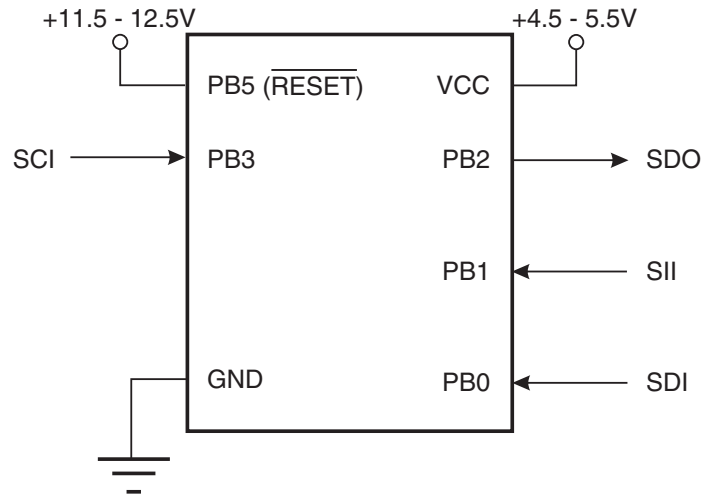 +11.5 - 12.5V
+4.5 - 5.5V
PB5 (RESET)
VCC
SCI
PB3
PB2
SDO
PB1
SII
GND
PB0
SDI